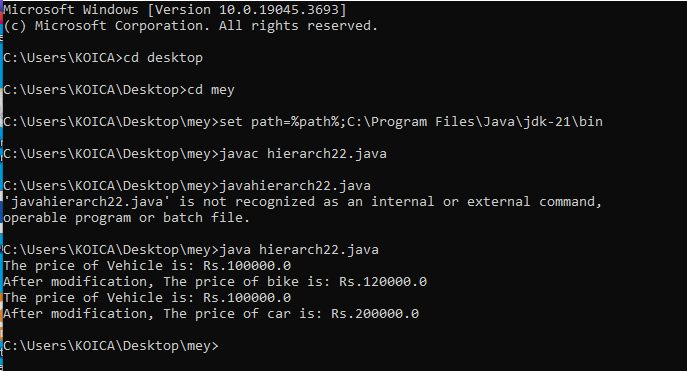 Microsoft Windows [Version 10.0.19045.3693]
(c) Microsoft Corporation. All rights reserved.
C:\Users\KOICA>cd desktop
C:\Users\KOICA\Desktop>cd mey
C:\Users\KOICA\Desktop\mey>set path=%path%;C:\Program Files\Java\jdk-21\bin
C:\Users\KOICA\Desktop\mey>javac hierarch22.java
C:\Users\KOICA\Desktop\mey>javahierarch22.java
'javahierarch22.java' is not recognized as an internal or external command,
operable program or batch file.
C:\Users\KOICA\Desktop\mey>java hierarch22.java
The price of Vehicle is: Rs.100000.0
After modification, The price of bike is: Rs.120000.0
The price of Vehicle is: Rs.100000.0
After modification, The price of car is: Rs.200000.0
C:\Users\KOICA\Desktop\mey>